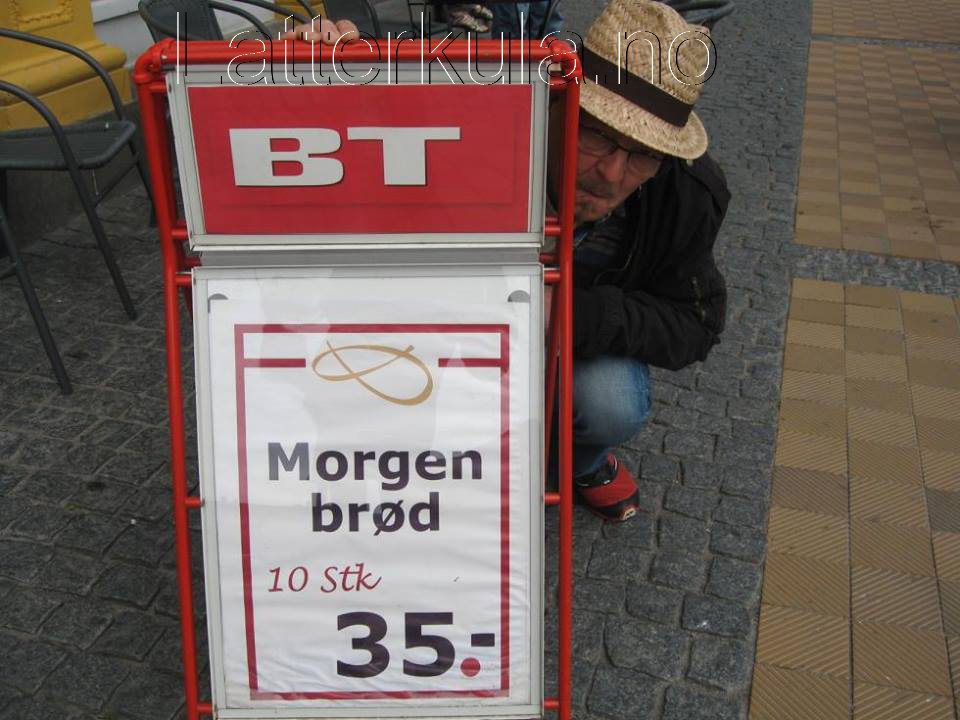 Latterkula.no
BT
Morgen
brød
10 Stk
35.-